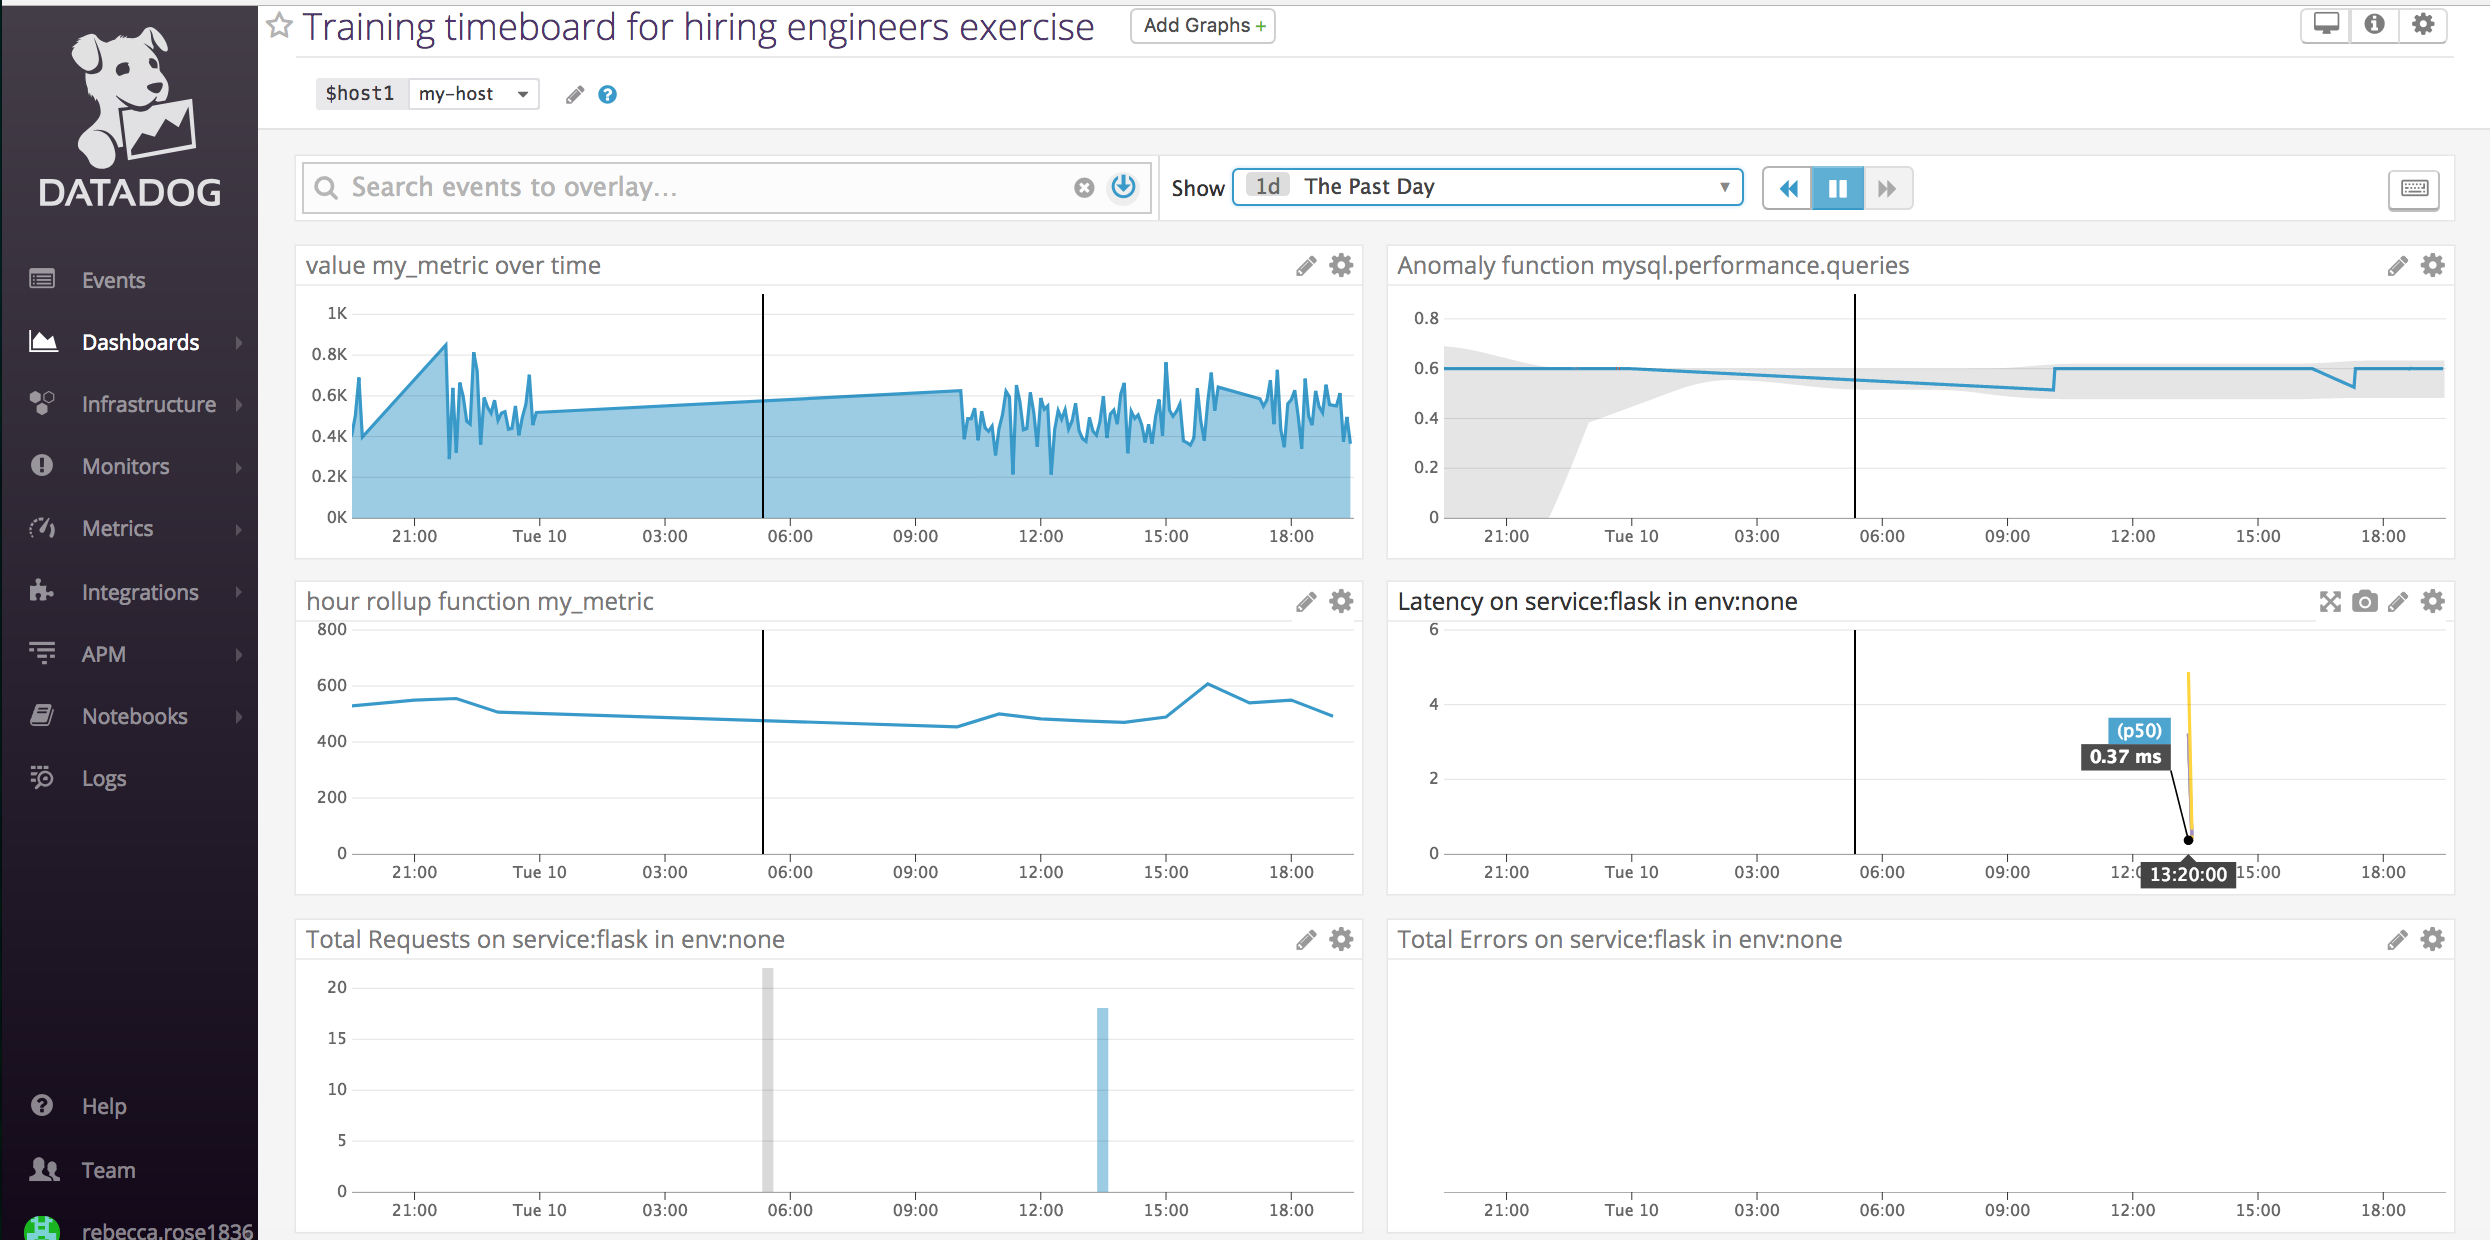 Training timeboard for hiring engineers exercise
Add Graphs +
$host1 my-host
DATADOG
Search events to overlay...
Show 1d The Past Day
Events
Dashboards
Infrastructure
Monitors
Metrics
Integrations
APM
Notebooks
Logs
Help
Team
rebecca.rose1836
value my_metric over time
1K
0.8K
0.6K
0.4K
0.2K
0K
21:00 Tue 10 03:00 06:00 09:00 12:00 15:00 18:00
Anomaly function mysql.performance.queries
0.8
0.6
0.4
0.2
0
21:00 Tue 10 03:00 06:00 09:00 12:00 15:00 18:00
hour rollup function my_metric
800
600
400
200
0
21:00 Tue 10 03:00 06:00 09:00 12:00 15:00 18:00
Latency on service:flask in env:none
6
4
(p50)
0.37 ms
2
0
21:00 Tue 10 03:00 06:00 09:00 12:0 13:20:00 15:00 18:00
Total Requests on service:flask in env:none
20
15
10
5
0
21:00 Tue 10 03:00 06:00 09:00 12:00 15:00 18:00
Total Errors on service:flask in env:none
21:00 Tue 10 03:00 06:00 09:00 12:00 15:00 18:00